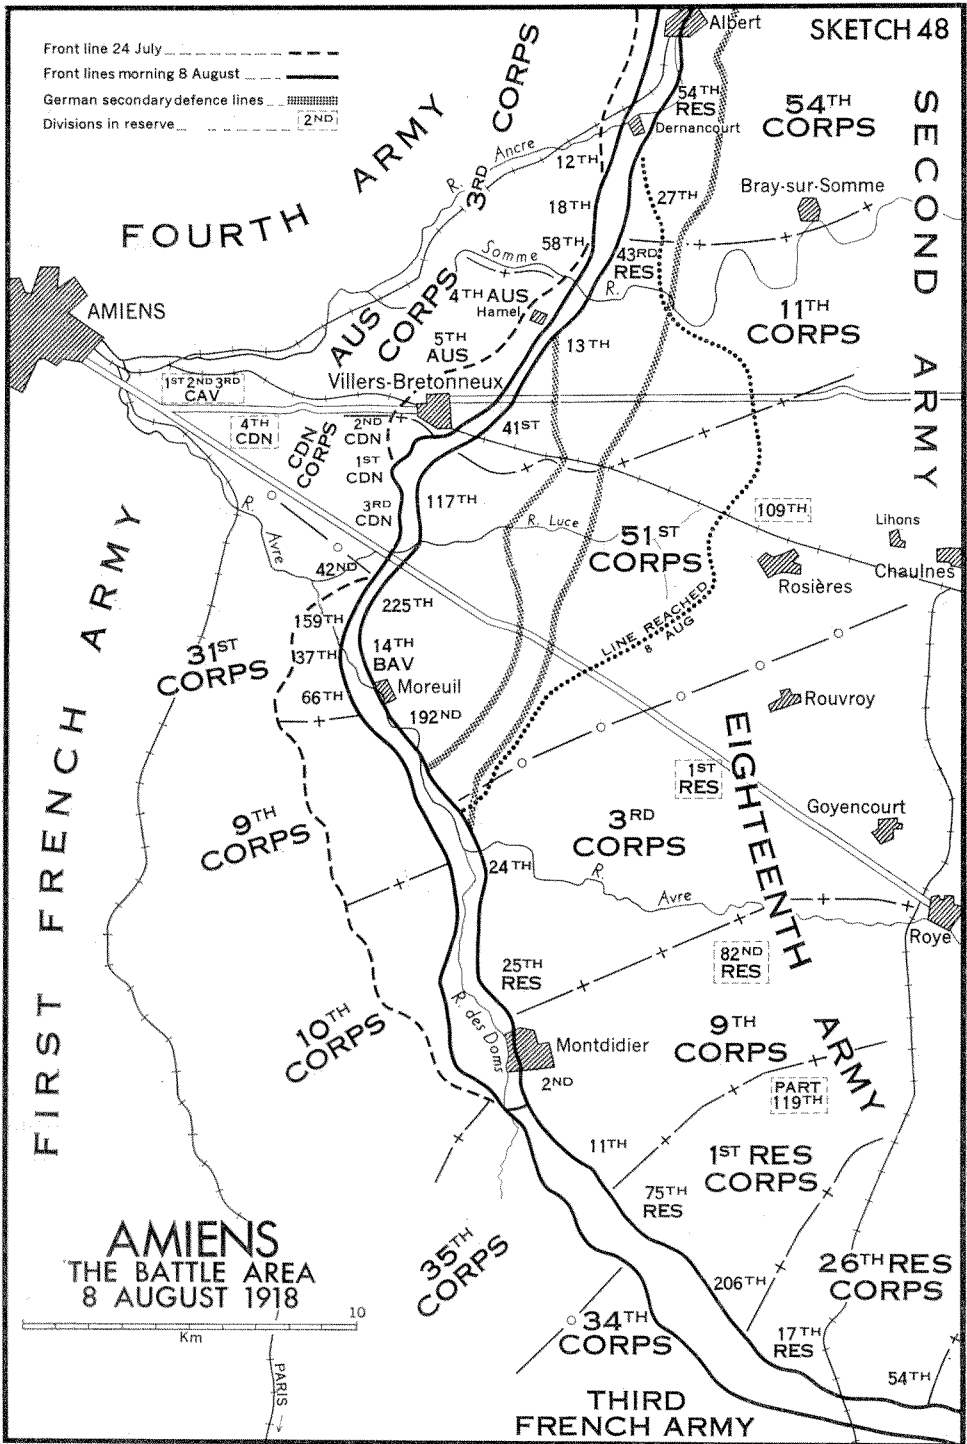 SKETCH 48
Front line 24 July
Front lines morning 8 August
German secondary defence lines
Divisions in reserve
2ND
Albert
FOURTH ARMY
3RD CORPS
R. Ancre
54TH RES
Dernancourt
54TH CORPS
SECOND ARMY
12TH
18TH
58TH
27TH
Bray-sur-Somme
43RD RES
Somme
R.
AMIENS
AUS CORPS
4TH AUS
Hamel
5TH AUS
13TH
11TH CORPS
1ST 2ND 3RD
CAV
Villers-Bretonneux
4TH
CDN
CDN CORPS
2ND
CDN
41ST
1ST
CDN
3RD
CDN
117TH
R. Luce
51ST
CORPS
109TH
Lihons
Chaulnes
Rosières
R. Avre
42ND
FIRST FRENCH ARMY
159TH
225TH
LINE REACHED
8 AUG
31ST
CORPS
37TH
14TH
BAV
66TH
Moreuil
192ND
Rouvroy
EIGHTEENTH ARMY
1ST
RES
Goyencourt
9TH
CORPS
3RD
CORPS
24TH
R. Avre
Roye
82ND
RES
25TH
RES
10TH
CORPS
R. des Doms
Montdidier
2ND
9TH
CORPS
PART
119TH
11TH
1ST RES
CORPS
75TH
RES
35TH
CORPS
26TH RES
CORPS
206TH
34TH
CORPS
17TH
RES
54TH
AMIENS
THE BATTLE AREA
8 AUGUST 1918
10
Km
PARIS
THIRD
FRENCH ARMY